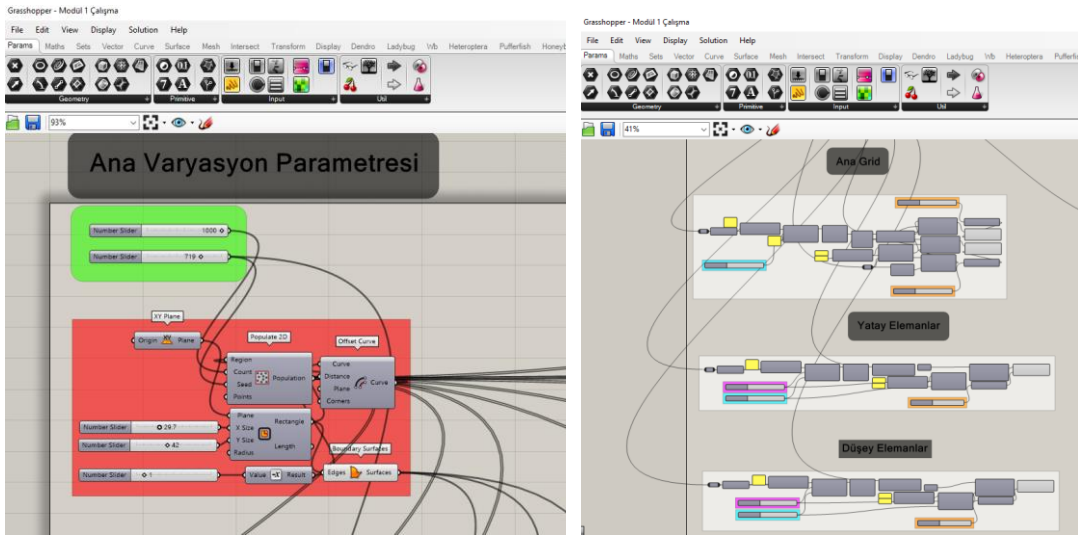 Grasshopper - Modül 1 Çalışma
File Edit View Display Solution Help
Params Maths Sets Vector Curve Surface Mesh Intersect Transform Display Dendro Ladybug Wb Heteroptera Pufferfish Honeyb
Geometry Primitive Input Util
93%
Ana Varyasyon Parametresi
Number Slider 1000
Number Slider 719
XY Plane
Origin Plane
Populate 2D
Region
Count
Seed
Points
Population
Offset Curve
Curve
Distance
Plane
Corners
Curve
Plane
X Size
Y Size
Radius
Rectangle
Length
Number Slider 29.7
Number Slider 42
Number Slider 1
Value -X Result
Boundary Surfaces
Edges Surfaces
Grasshopper - Modül 1 Çalışma
File Edit View Display Solution Help
Params Maths Sets Vector Curve Surface Mesh Intersect Transform Display Dendro Ladybug Wb Heteroptera Pufferfi
Geometry Primitive Input Util
41%
Ana Grid
Yatay Elemanlar
Düşey Elemanlar